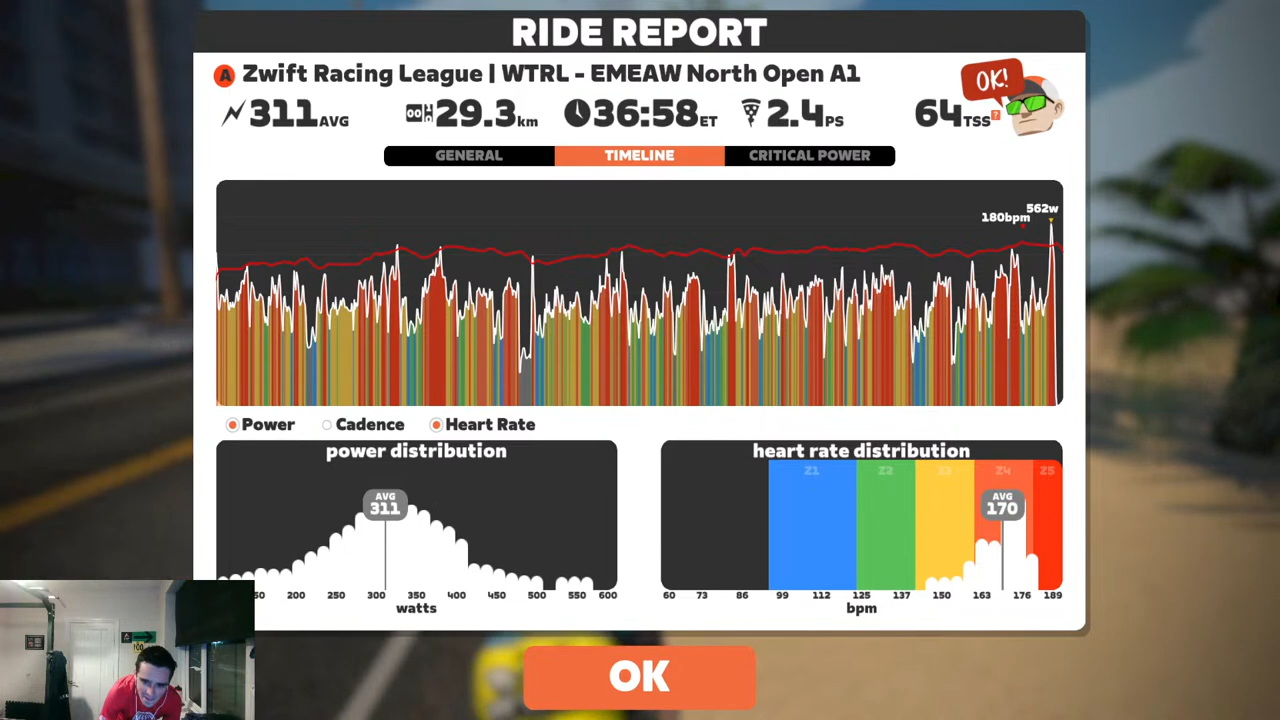 RIDE REPORT
A Zwift Racing League | WTRL - EMEAW North Open A1
311AVG 29.3km 36:58ET 2.4PS 64TSS? OK!
GENERAL TIMELINE CRITICAL POWER
180bpm 562w
Power Cadence Heart Rate
power distribution
AVG
311
50 200 250 300 350 400 450 500 550 600
watts
heart rate distribution
Z1 Z2 Z3 Z4 Z5
AVG
170
60 73 86 99 112 125 137 150 163 176 189
bpm
OK